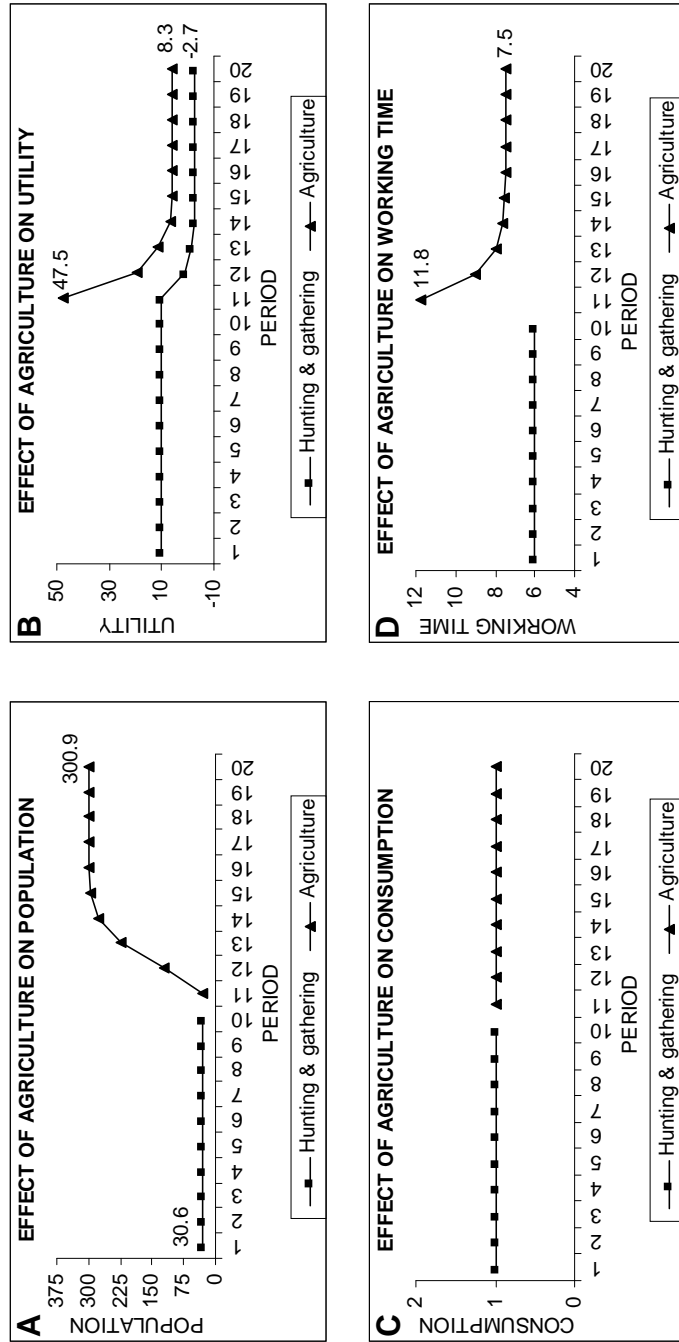 A
EFFECT OF AGRICULTURE ON POPULATION
POPULATION
375
300
225
150
75
0
30.6
300.9
1 2 3 4 5 6 7 8 9 10 11 12 13 14 15 16 17 18 19 20
PERIOD
Hunting & gathering Agriculture
B
EFFECT OF AGRICULTURE ON UTILITY
UTILITY
50
30
10
-10
47.5
8.3
-2.7
1 2 3 4 5 6 7 8 9 10 11 12 13 14 15 16 17 18 19 20
PERIOD
Hunting & gathering Agriculture
C
EFFECT OF AGRICULTURE ON CONSUMPTION
CONSUMPTION
2
1
0
1 2 3 4 5 6 7 8 9 10 11 12 13 14 15 16 17 18 19 20
PERIOD
Hunting & gathering Agriculture
D
EFFECT OF AGRICULTURE ON WORKING TIME
WORKING TIME
12
10
8
6
4
11.8
7.5
1 2 3 4 5 6 7 8 9 10 11 12 13 14 15 16 17 18 19 20
PERIOD
Hunting & gathering Agriculture